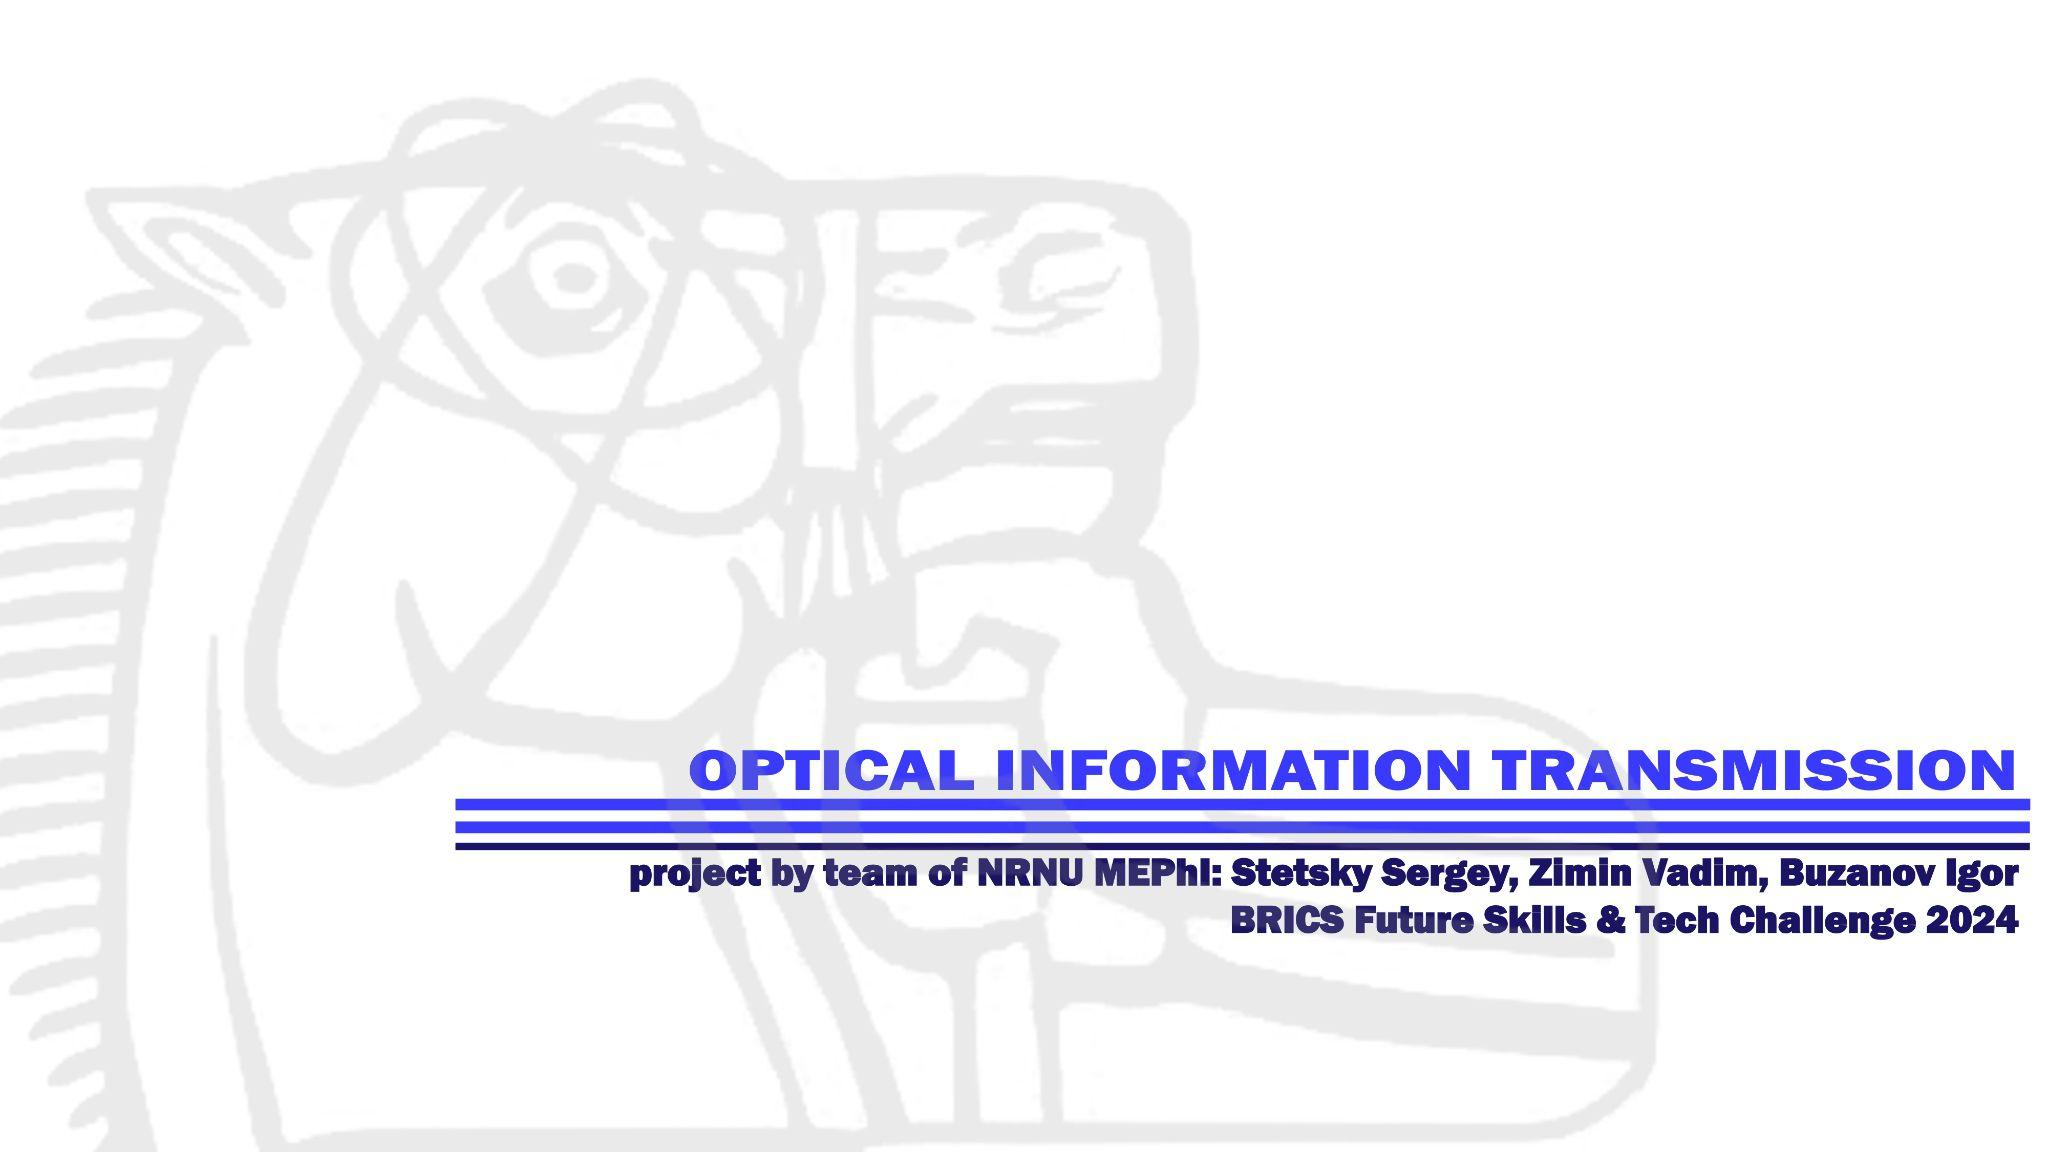 OPTICAL INFORMATION TRANSMISSION
project by team of NRNU MEPhI: Stetsky Sergey, Zimin Vadim, Buzanov Igor
BRICS Future Skills & Tech Challenge 2024